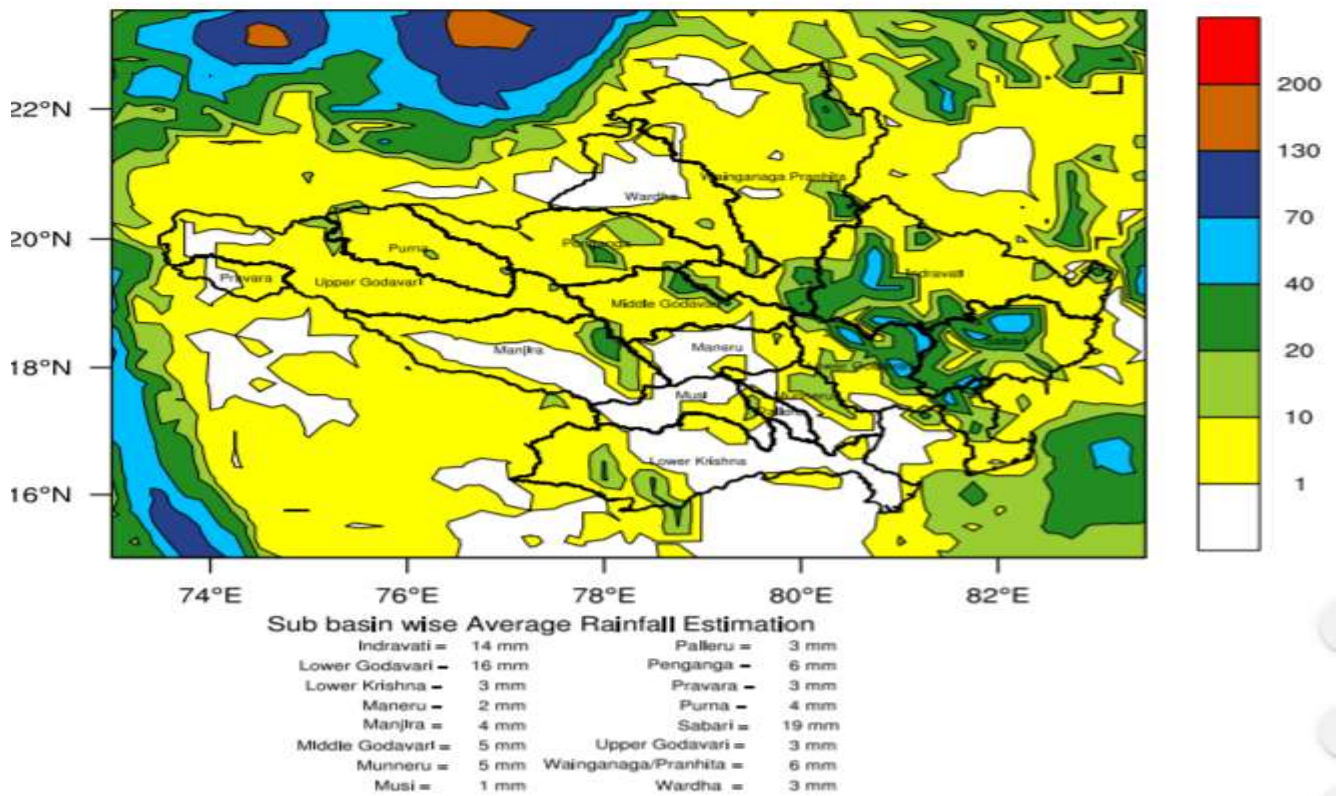 200
130
70
40
20
10
1
22°N
20°N
18°N
16°N
74°E 76°E 78°E 80°E 82°E
Wainganaga Pranhita
Wardha
Purna
Penganga
Pravara
Upper Godavari
Indravati
Middle Godavari
Manjira
Maneru
Sabari
Musi
Munneru
Lower Krishna
Sub basin wise Average Rainfall Estimation
Indravati = 14 mm Palleru = 3 mm
Lower Godavari = 16 mm Penganga = 6 mm
Lower Krishna = 3 mm Pravara = 3 mm
Maneru = 2 mm Purna = 4 mm
Manjira = 4 mm Sabari = 19 mm
Middle Godavari = 5 mm Upper Godavari = 3 mm
Munneru = 5 mm Wainganaga/Pranhita = 6 mm
Musi = 1 mm Wardha = 3 mm